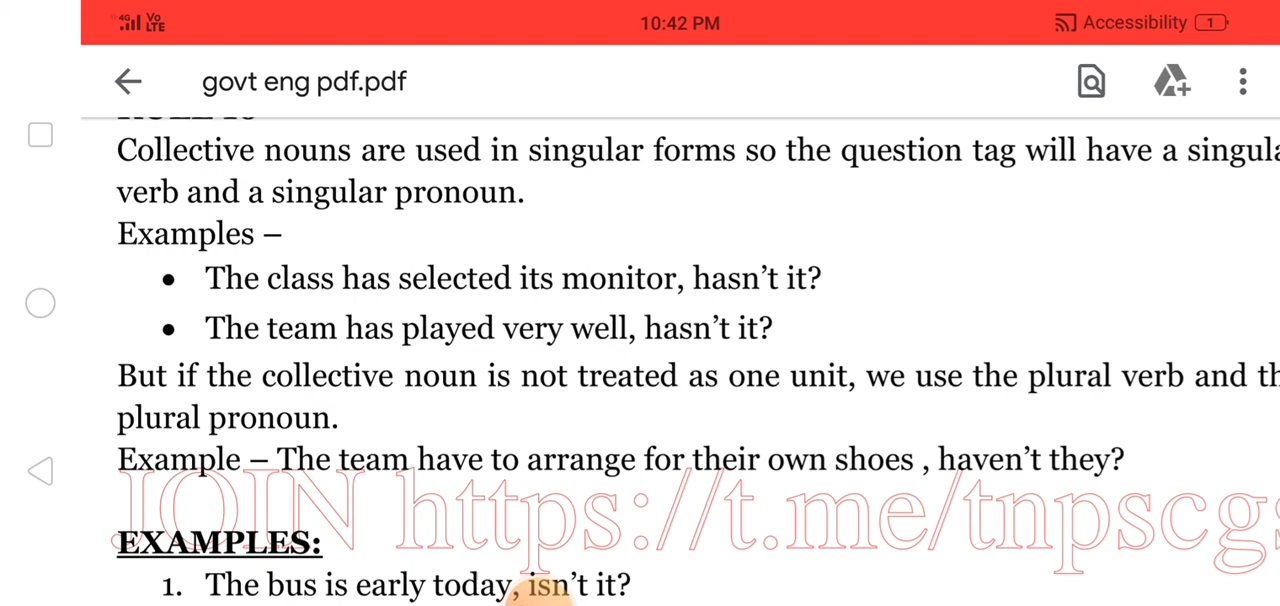 4G Vo LTE 10:42 PM Accessibility 1
govt eng pdf.pdf
Collective nouns are used in singular forms so the question tag will have a
verb and a singular pronoun.
Examples –
• The class has selected its monitor, hasn’t it?
• The team has played very well, hasn’t it?
But if the collective noun is not treated as one unit, we use the plural verb and
plural pronoun.
Example – The team have to arrange for their own shoes , haven’t they?
JOIN https://t.me/tnpscgs
EXAMPLES:
1. The bus is early today, isn’t it?